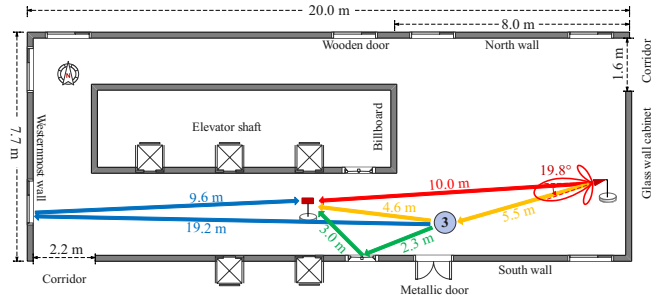 20.0 m
8.0 m
Wooden door
North wall
Corridor
1.6 m
N
Westernmost wall
7.7 m
Elevator shaft
Billboard
Glass wall cabinet
19.8°
10.0 m
9.6 m
4.6 m
5.5 m
19.2 m
3
3.0 m
2.3 m
2.2 m
Corridor
South wall
Metallic door